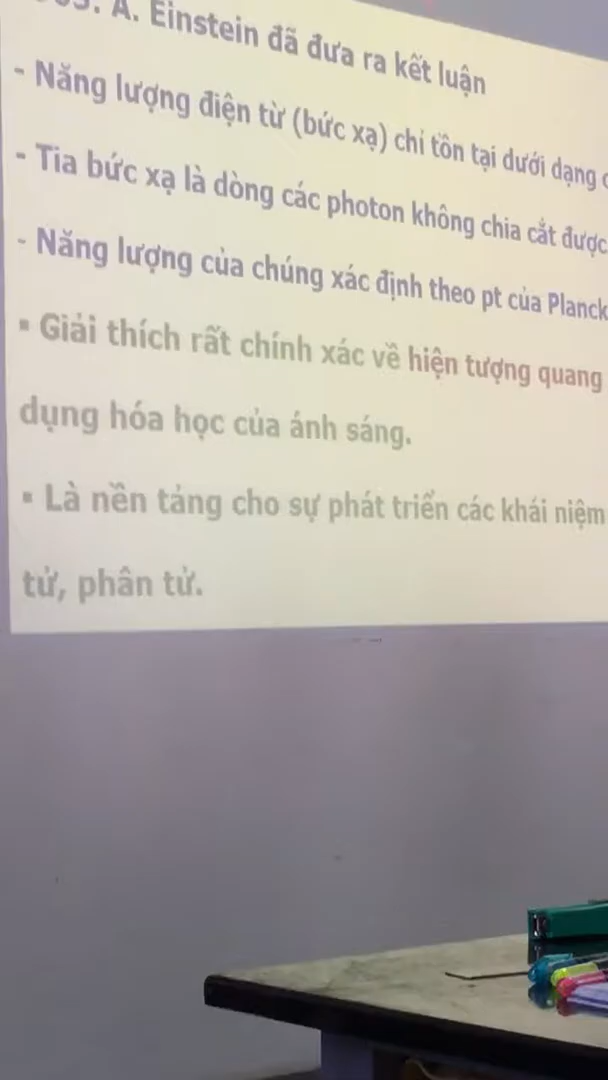 A. Einstein đã đưa ra kết luận
- Năng lượng điện từ (bức xạ) chỉ tồn tại dưới dạng
- Tia bức xạ là dòng các photon không chia cắt được
- Năng lượng của chúng xác định theo pt của Planck
▪ Giải thích rất chính xác về hiện tượng quang
dụng hóa học của ánh sáng.
▪ Là nền tảng cho sự phát triển các khái niệm
tử, phân tử.